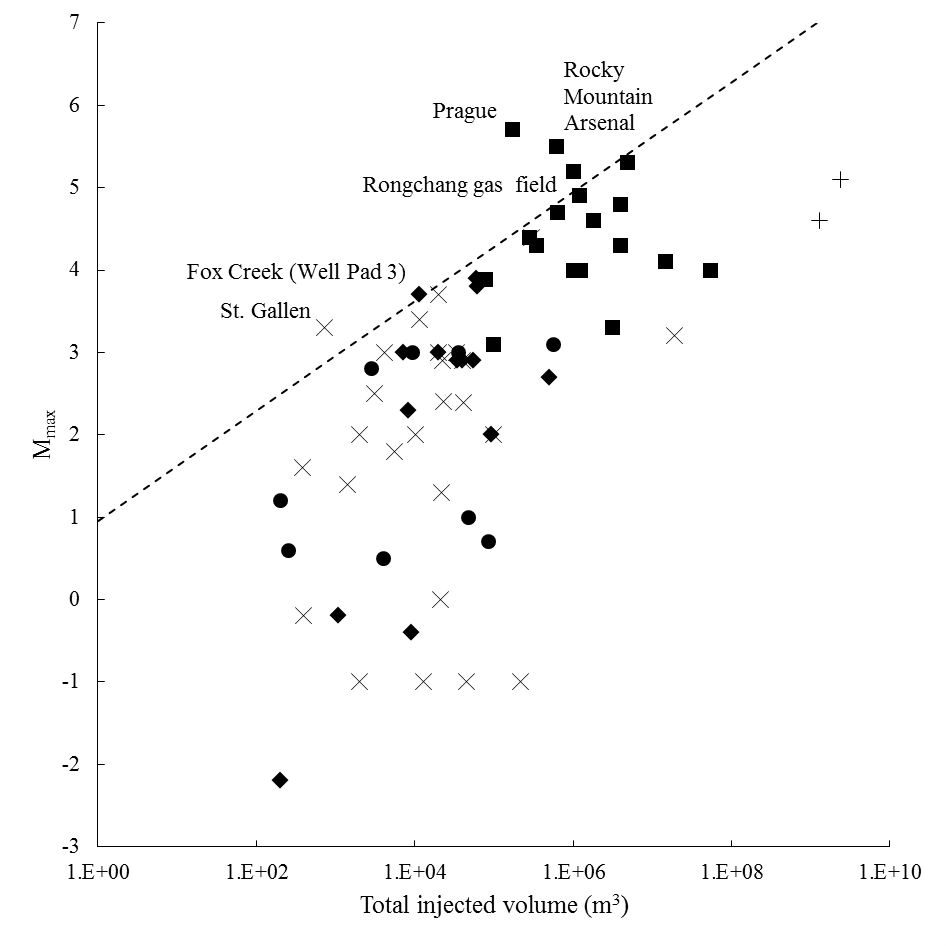 7
6
5
4
3
2
1
0
-1
-2
-3
M_max
Rocky
Mountain
Arsenal
Prague
Rongchang gas field
Fox Creek (Well Pad 3)
St. Gallen
1.E+00 1.E+02 1.E+04 1.E+06 1.E+08 1.E+10
Total injected volume (m³)